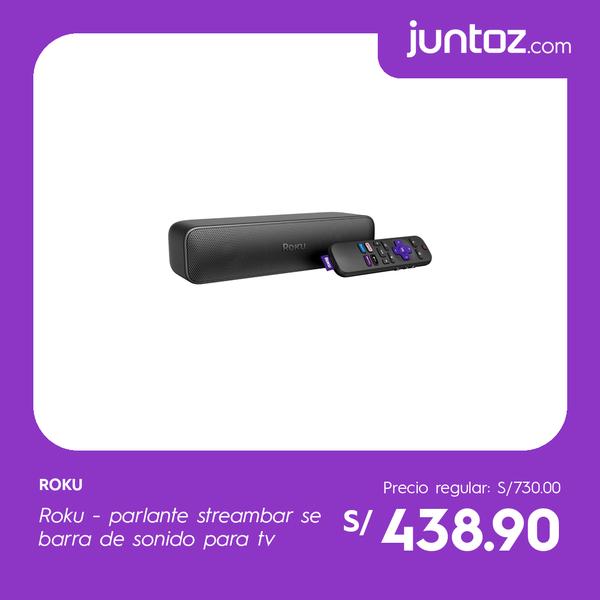 juntoz.com
Roku
ROKU
Roku - parlante streambar se
barra de sonido para tv
Precio regular: S/730.00
S/ 438.90